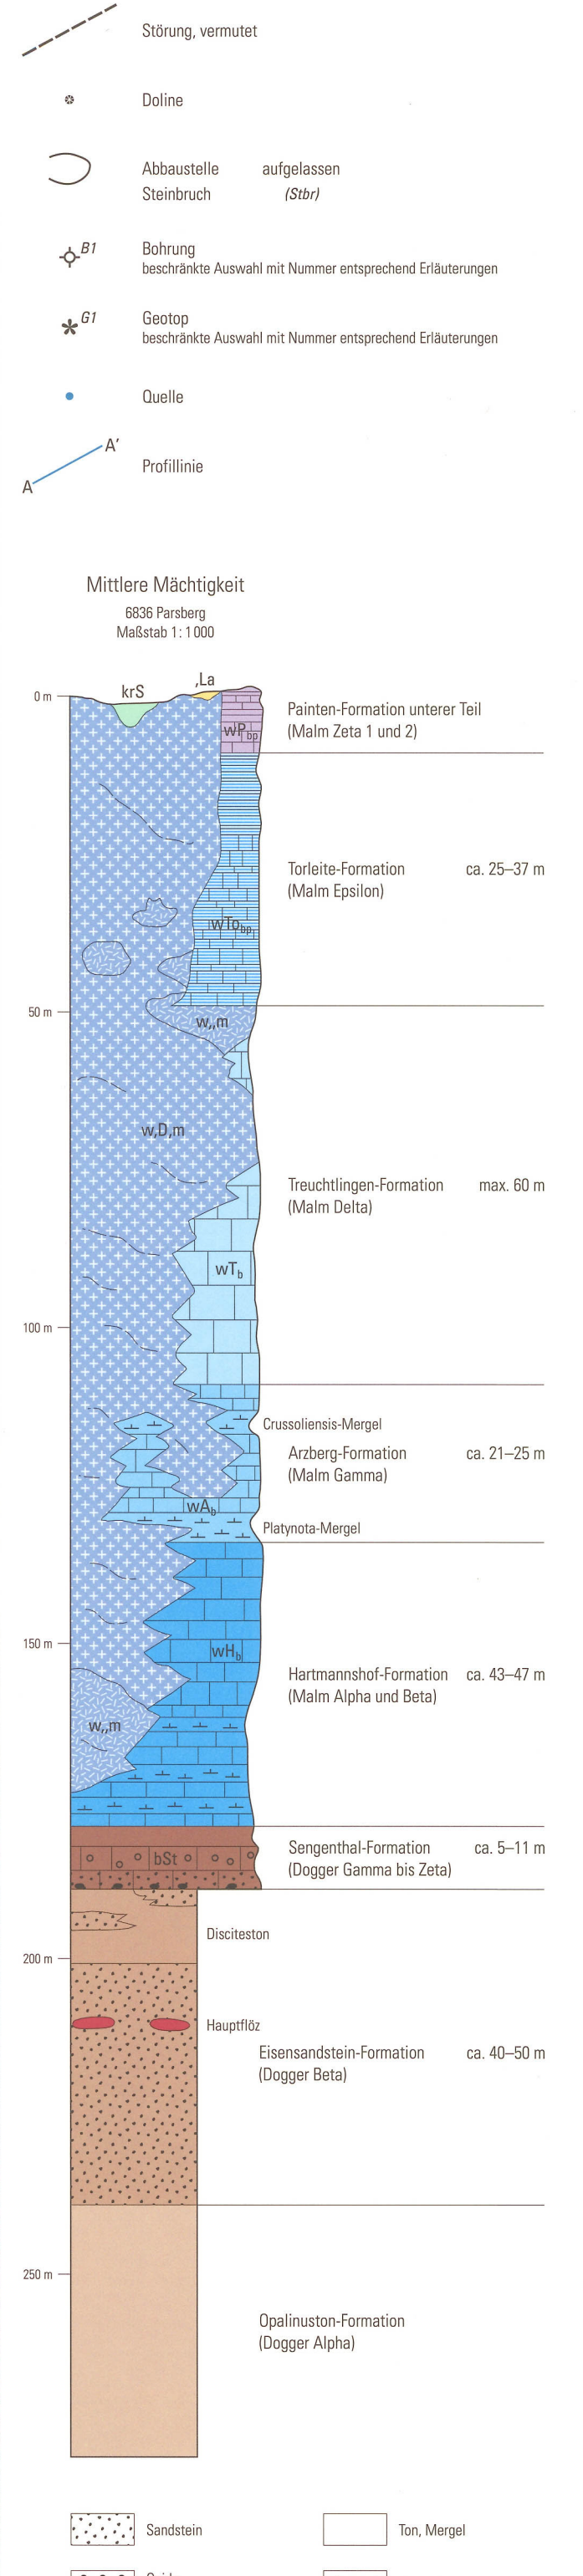 Störung, vermutet
Doline
Abbaustelle aufgelassen
Steinbruch (Stbr)
B1 Bohrung
beschränkte Auswahl mit Nummer entsprechend Erläuterungen
G1 Geotop
beschränkte Auswahl mit Nummer entsprechend Erläuterungen
Quelle
A A′ Profillinie
Mittlere Mächtigkeit
6836 Parsberg
Maßstab 1:1000
,La
krS
0 m
Painten-Formation unterer Teil
(Malm Zeta 1 und 2)
wPbp
Torleite-Formation ca. 25–37 m
(Malm Epsilon)
wTobp
50 m
w,,m
w,D,m
Treuchtlingen-Formation max. 60 m
(Malm Delta)
wTb
100 m
Crussoliensis-Mergel
Arzberg-Formation ca. 21–25 m
(Malm Gamma)
wAb
Platynota-Mergel
150 m
wHb
Hartmannshof-Formation ca. 43–47 m
(Malm Alpha und Beta)
w,,m
Sengenthal-Formation ca. 5–11 m
bSt
(Dogger Gamma bis Zeta)
Disciteston
200 m
Hauptflöz
Eisensandstein-Formation ca. 40–50 m
(Dogger Beta)
250 m
Opalinuston-Formation
(Dogger Alpha)
Sandstein Ton, Mergel